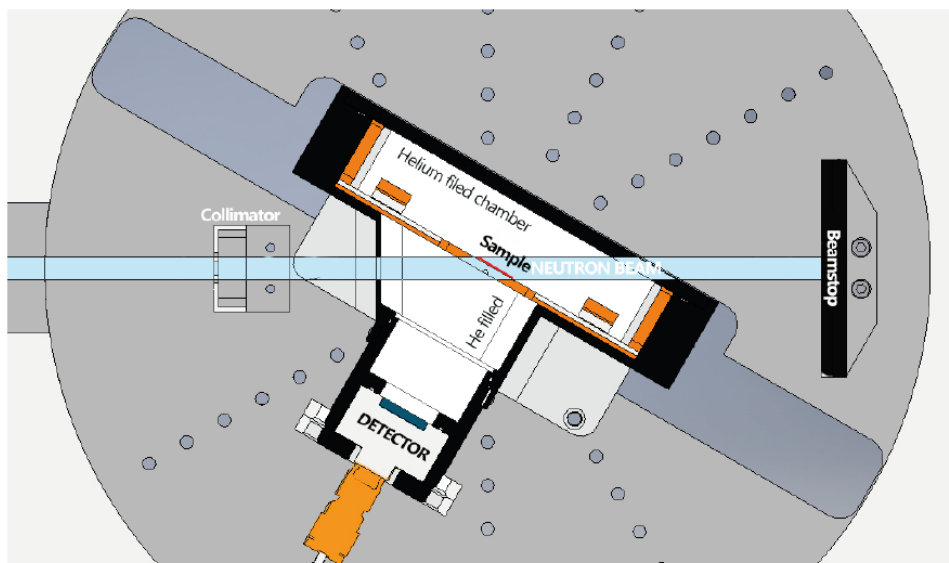 Helium filed chamber
Collimator
Sample
NEUTRON BEAM
Beamstop
He filled
DETECTOR